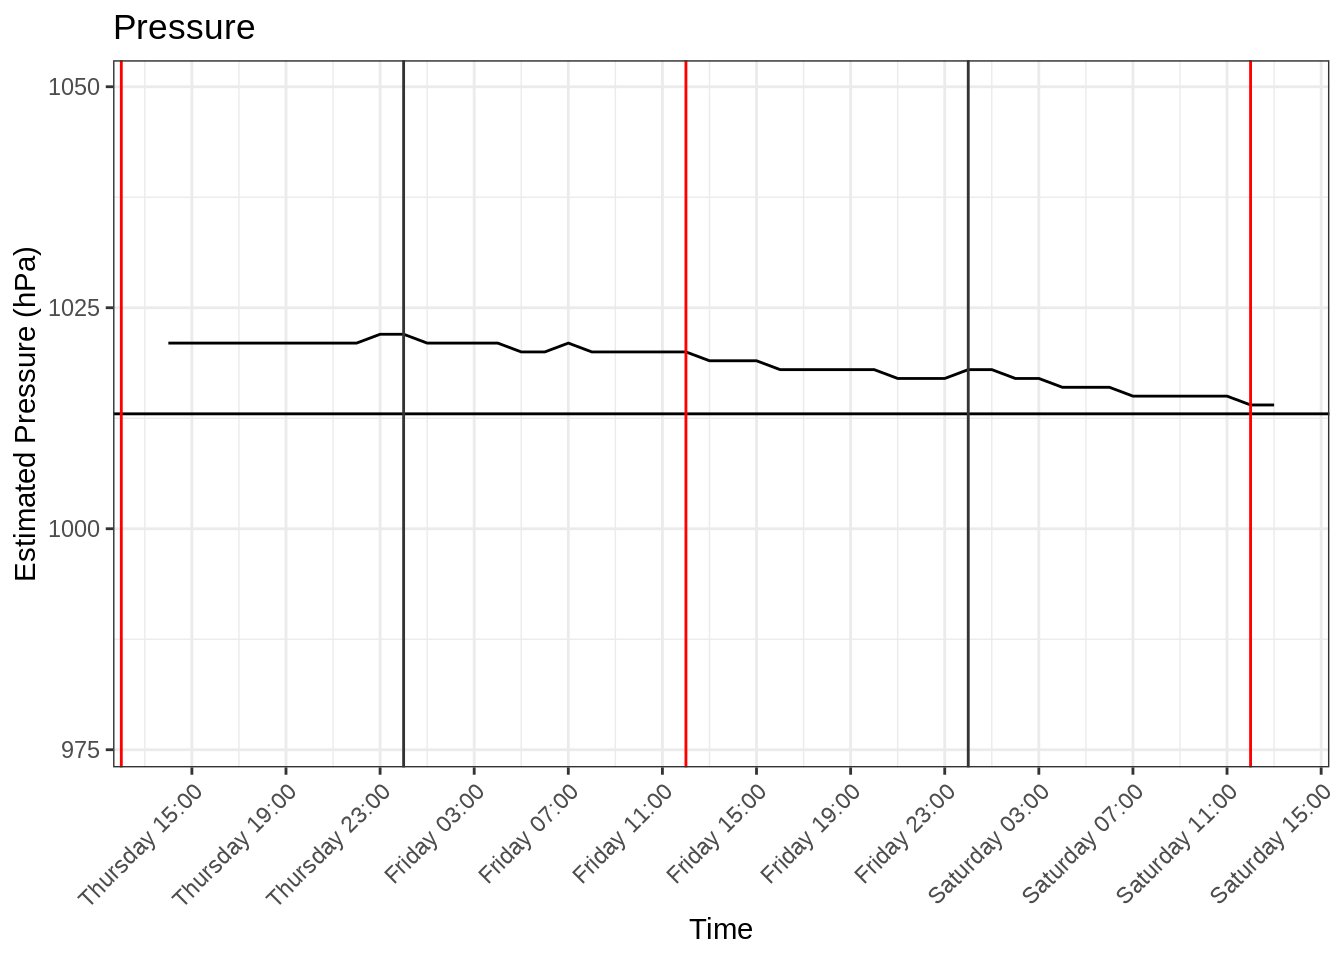 Pressure
1050
1025
1000
975
Estimated Pressure (hPa)
Thursday 15:00
Thursday 19:00
Thursday 23:00
Friday 03:00
Friday 07:00
Friday 11:00
Friday 15:00
Friday 19:00
Friday 23:00
Saturday 03:00
Saturday 07:00
Saturday 11:00
Saturday 15:00
Time